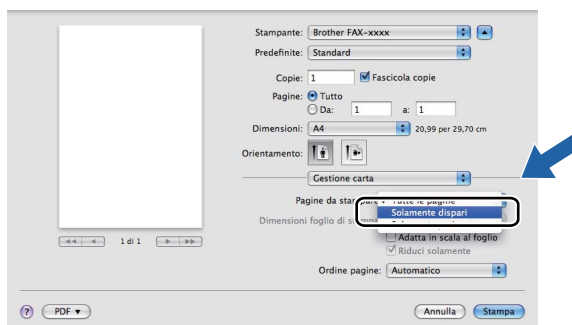 Stampante: Brother FAX-xxxx
Predefinite: Standard
Copie: 1 Fascicola copie
Pagine: Tutto
Da: 1 a: 1
Dimensioni: A4 20,99 per 29,70 cm
Orientamento:
Gestione carta
Pagine da stampare Tutte le pagine
Solamente dispari
Dimensioni foglio di
Adatta in scala al foglio
Riduci solamente
Ordine pagine: Automatico
1 di 1
? PDF Annulla Stampa